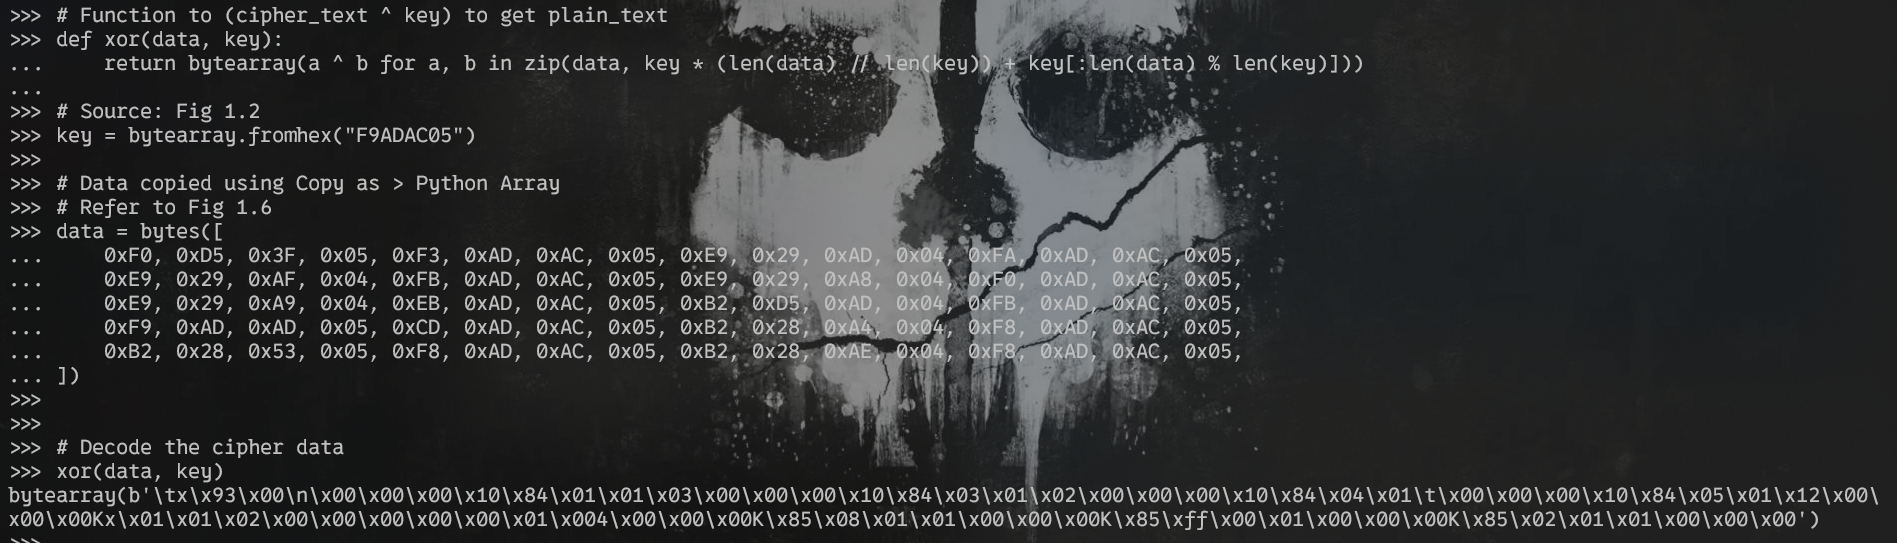 >>> # Function to (cipher_text ^ key) to get plain_text
>>> def xor(data, key):
...     return bytearray(a ^ b for a, b in zip(data, key * (len(data) // len(key)) + key[:len(data) % len(key)]))
...
>>> # Source: Fig 1.2
>>> key = bytearray.fromhex("F9ADAC05")
>>>
>>> # Data copied using Copy as > Python Array
>>> # Refer to Fig 1.6
>>> data = bytes([
...     0xF0, 0xD5, 0x3F, 0x05, 0xF3, 0xAD, 0xAC, 0x05, 0xE9, 0x29, 0xAD, 0x04, 0xFA, 0xAD, 0xAC, 0x05,
...     0xE9, 0x29, 0xAF, 0x04, 0xFB, 0xAD, 0xAC, 0x05, 0xE9, 0x29, 0xA8, 0x04, 0xF0, 0xAD, 0xAC, 0x05,
...     0xE9, 0x29, 0xA9, 0x04, 0xEB, 0xAD, 0xAC, 0x05, 0xB2, 0xD5, 0xAD, 0x04, 0xFB, 0xAD, 0xAC, 0x05,
...     0xF9, 0xAD, 0xAD, 0x05, 0xCD, 0xAD, 0xAC, 0x05, 0xB2, 0x28, 0xA4, 0x04, 0xF8, 0xAD, 0xAC, 0x05,
...     0xB2, 0x28, 0x53, 0x05, 0xF8, 0xAD, 0xAC, 0x05, 0xB2, 0x28, 0xAE, 0x04, 0xF8, 0xAD, 0xAC, 0x05,
... ])
>>>
>>>
>>> # Decode the cipher data
>>> xor(data, key)
bytearray(b'\tx\x93\x00\n\x00\x00\x00\x10\x84\x01\x01\x03\x00\x00\x00\x10\x84\x03\x01\x02\x00\x00\x00\x10\x84\x04\x01\t\x00\x00\x00\x10\x84\x05\x01\x12\x00\
x00\x00Kx\x01\x01\x02\x00\x00\x00\x00\x00\x01\x004\x00\x00\x00K\x85\x08\x01\x01\x00\x00\x00K\x85\xff\x00\x01\x00\x00\x00K\x85\x02\x01\x01\x00\x00\x00')
>>>